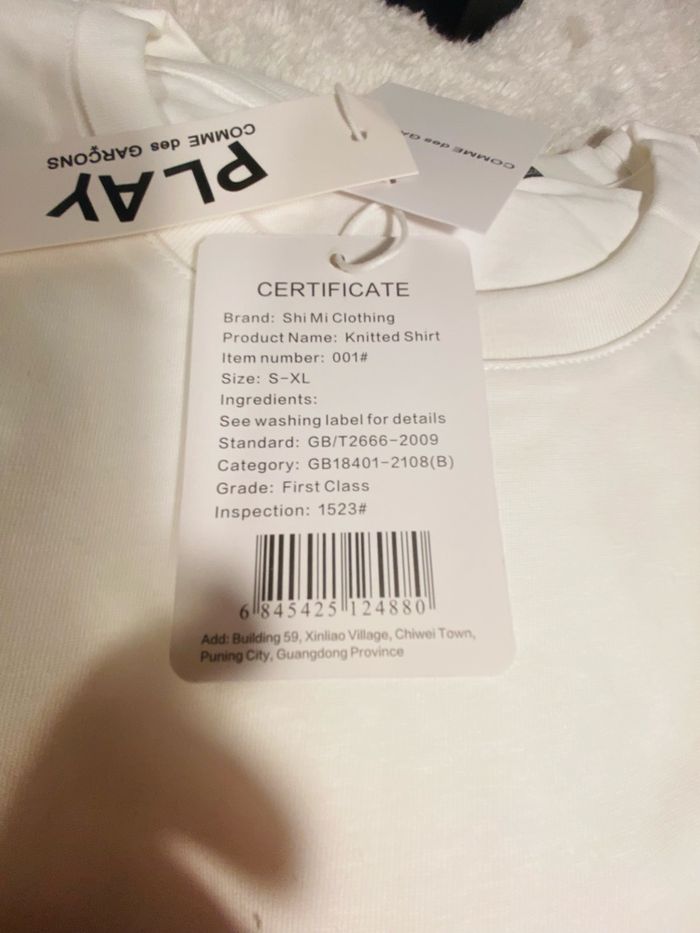 PLAY
COMME des GARÇONS
COMME des GA
CERTIFICATE
Brand: Shi Mi Clothing
Product Name: Knitted Shirt
Item number: 001#
Size: S-XL
Ingredients:
See washing label for details
Standard: GB/T2666-2009
Category: GB18401-2108(B)
Grade: First Class
Inspection: 1523#
6 845425 124880
Add: Building 59, Xinliao Village, Chiwei Town,
Puning City, Guangdong Province